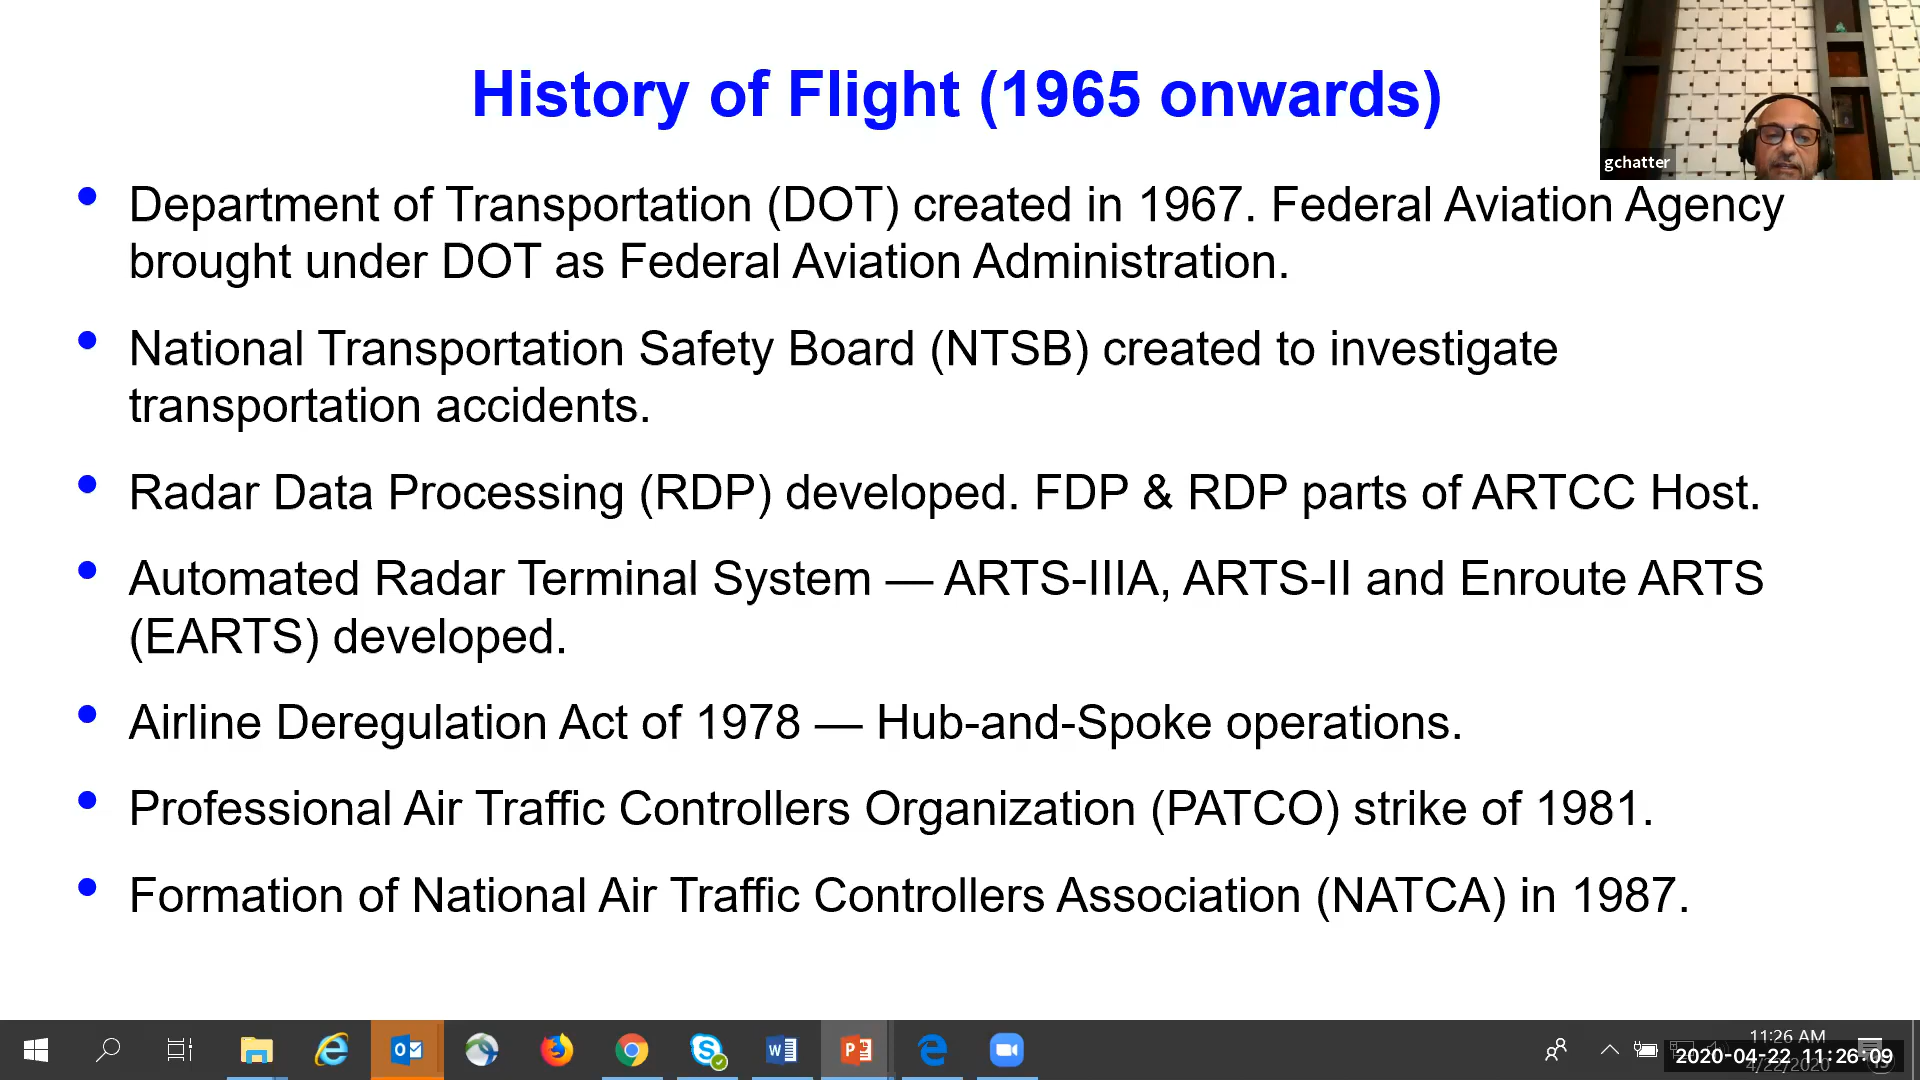 History of Flight (1965 onwards)
gchatter
• Department of Transportation (DOT) created in 1967. Federal Aviation Agency
brought under DOT as Federal Aviation Administration.
• National Transportation Safety Board (NTSB) created to investigate
transportation accidents.
• Radar Data Processing (RDP) developed. FDP & RDP parts of ARTCC Host.
• Automated Radar Terminal System — ARTS-IIIA, ARTS-II and Enroute ARTS
(EARTS) developed.
• Airline Deregulation Act of 1978 — Hub-and-Spoke operations.
• Professional Air Traffic Controllers Organization (PATCO) strike of 1981.
• Formation of National Air Traffic Controllers Association (NATCA) in 1987.
11:26 AM
2020-04-22 11:26:09
4/22/2020